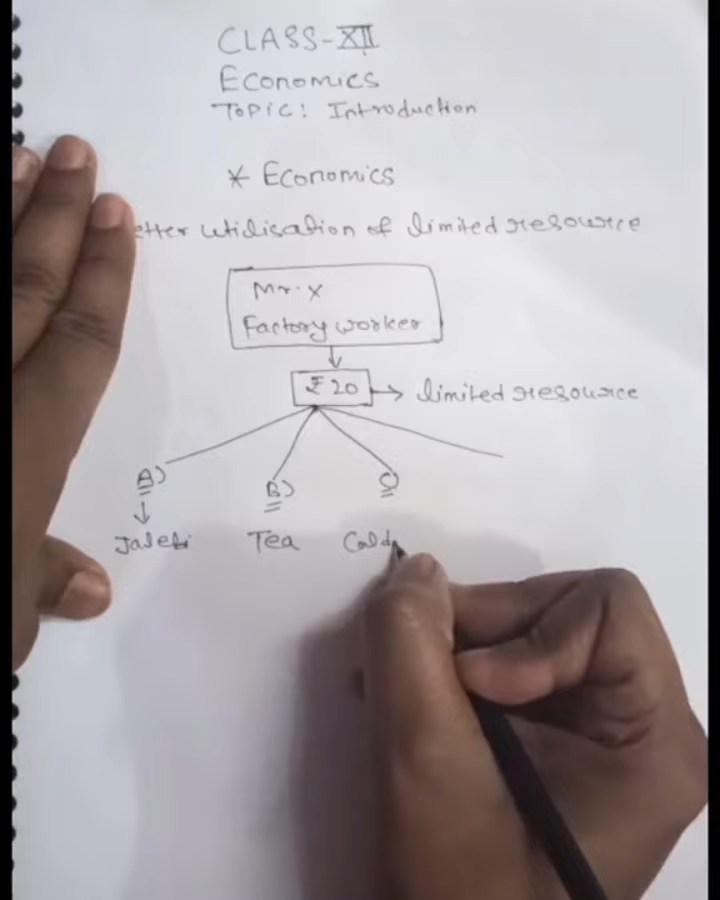 CLASS-XII
Economics
Topic: Introduction
* Economics
etter utilisation of limited resource
Mr. X
Factory worker
₹ 20 → limited resource
A) B) C)
Jalebi Tea Cold